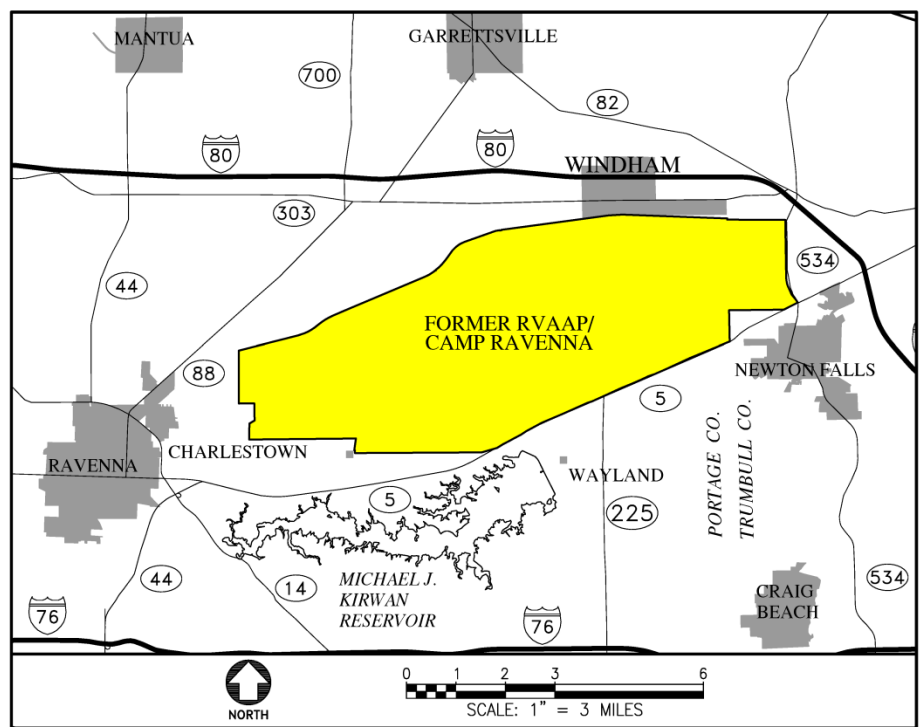 MANTUA
GARRETTSVILLE
700
82
80
80
WINDHAM
303
534
44
FORMER RVAAP/
CAMP RAVENNA
88
NEWTON FALLS
5
CHARLESTOWN
RAVENNA
WAYLAND
PORTAGE CO.
TRUMBULL CO.
5
225
44
14
MICHAEL J.
KIRWAN
RESERVOIR
CRAIG
BEACH
534
76
76
NORTH
0 1 2 3 6
SCALE: 1" = 3 MILES